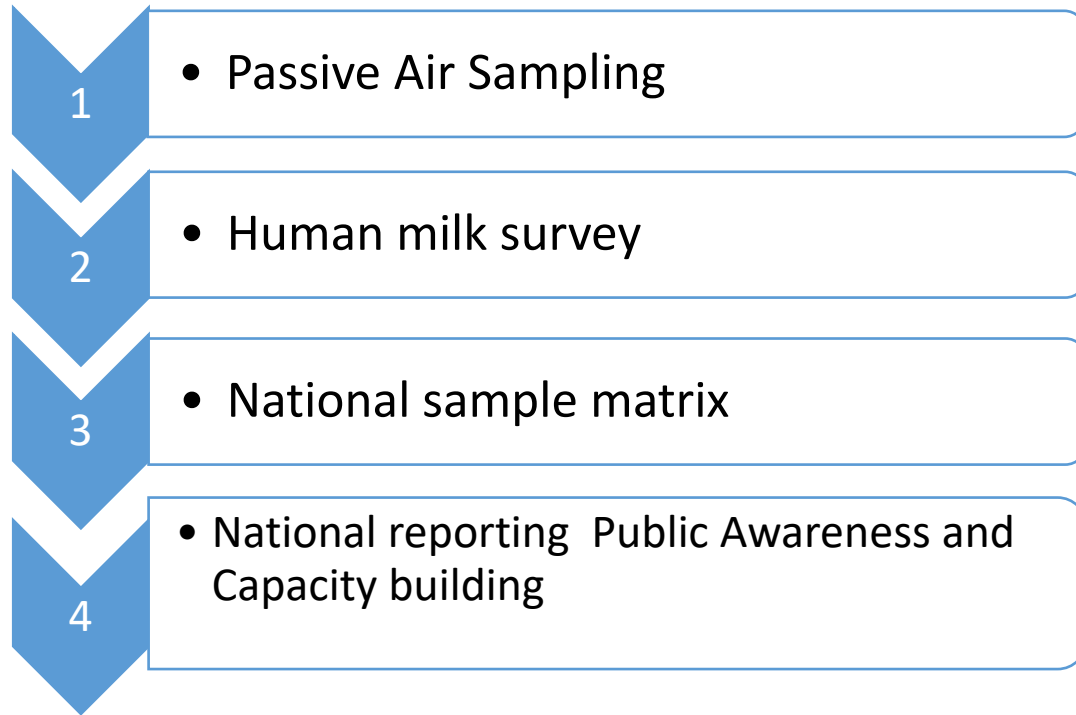 1
• Passive Air Sampling
2
• Human milk survey
3
• National sample matrix
4
• National reporting  Public Awareness and
Capacity building